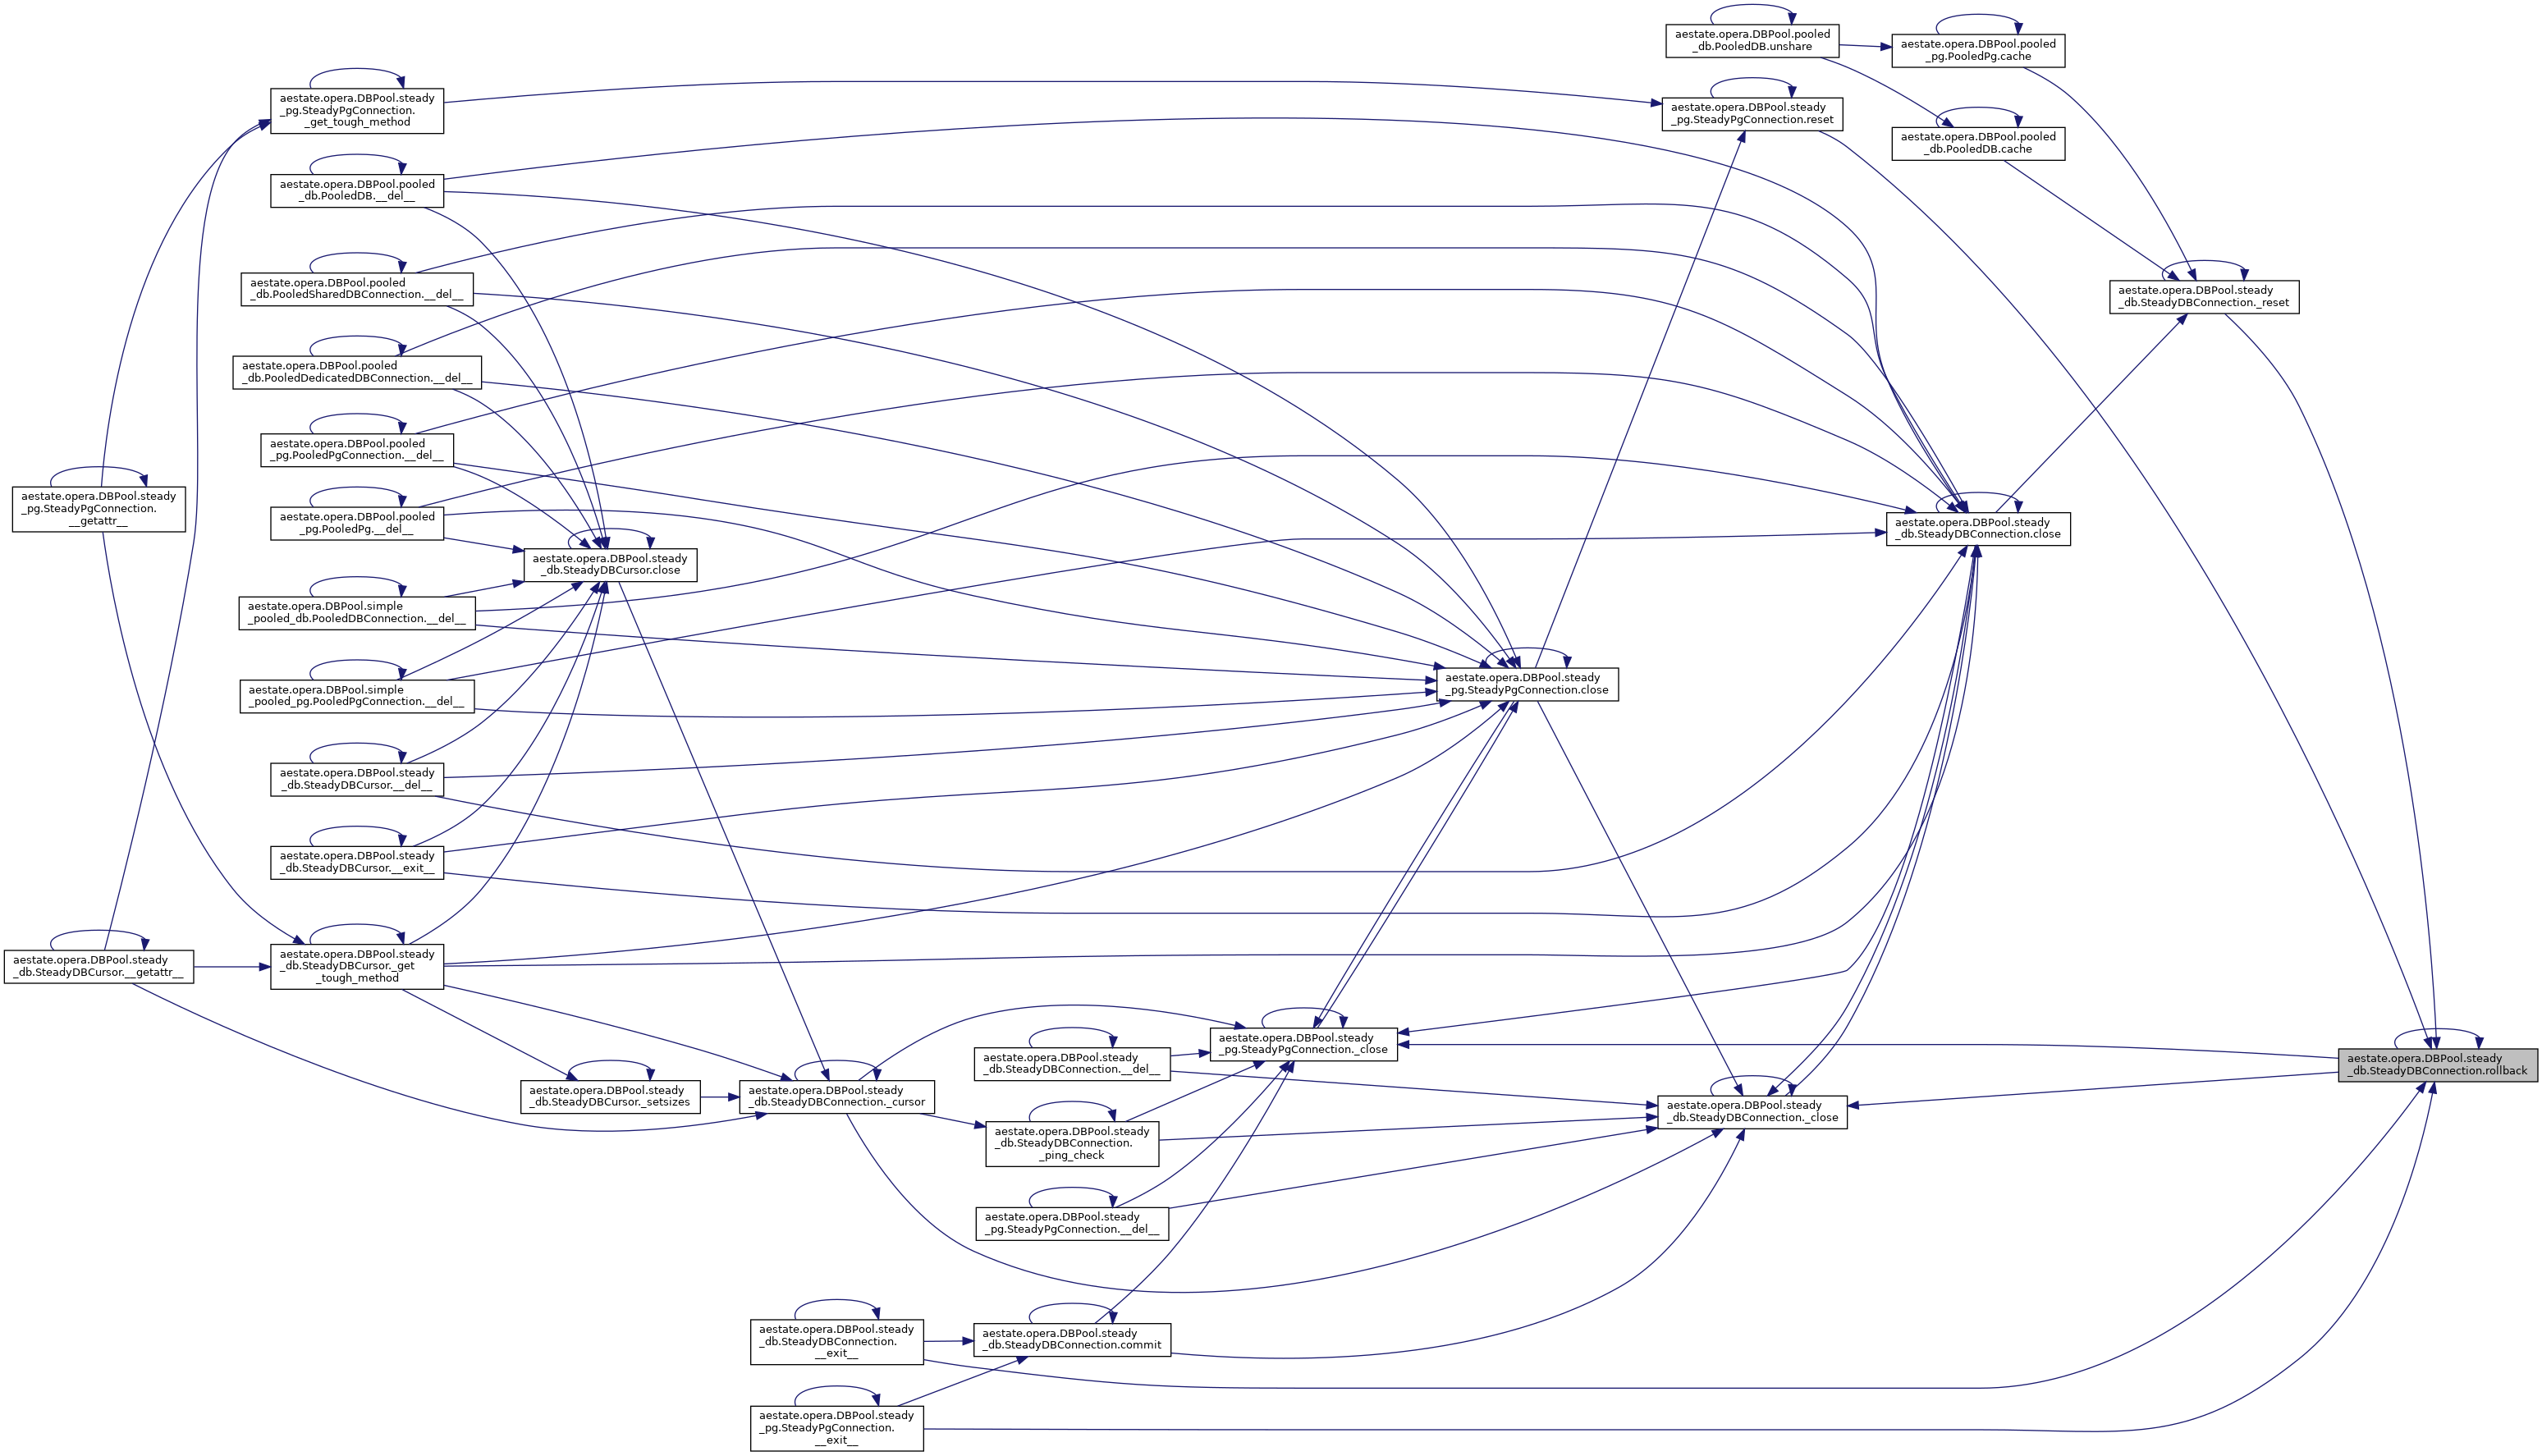 aestate.opera.DBPool.pooled
_db.PooledDB.unshare
aestate.opera.DBPool.pooled
_pg.PooledPg.cache
aestate.opera.DBPool.steady
_pg.SteadyPgConnection.
_get_tough_method
aestate.opera.DBPool.steady
_pg.SteadyPgConnection.reset
aestate.opera.DBPool.pooled
_db.PooledDB.cache
aestate.opera.DBPool.pooled
_db.PooledDB.__del__
aestate.opera.DBPool.pooled
_db.PooledSharedDBConnection.__del__
aestate.opera.DBPool.steady
_db.SteadyDBConnection._reset
aestate.opera.DBPool.pooled
_db.PooledDedicatedDBConnection.__del__
aestate.opera.DBPool.pooled
_pg.PooledPgConnection.__del__
aestate.opera.DBPool.steady
_pg.SteadyPgConnection.
__getattr__
aestate.opera.DBPool.pooled
_pg.PooledPg.__del__
aestate.opera.DBPool.steady
_db.SteadyDBConnection.close
aestate.opera.DBPool.steady
_db.SteadyDBCursor.close
aestate.opera.DBPool.simple
_pooled_db.PooledDBConnection.__del__
aestate.opera.DBPool.steady
_pg.SteadyPgConnection.close
aestate.opera.DBPool.simple
_pooled_pg.PooledPgConnection.__del__
aestate.opera.DBPool.steady
_db.SteadyDBCursor.__del__
aestate.opera.DBPool.steady
_db.SteadyDBCursor.__exit__
aestate.opera.DBPool.steady
_db.SteadyDBCursor.__getattr__
aestate.opera.DBPool.steady
_db.SteadyDBCursor._get
_tough_method
aestate.opera.DBPool.steady
_pg.SteadyPgConnection._close
aestate.opera.DBPool.steady
_db.SteadyDBConnection.__del__
aestate.opera.DBPool.steady
_db.SteadyDBConnection.rollback
aestate.opera.DBPool.steady
_db.SteadyDBCursor._setsizes
aestate.opera.DBPool.steady
_db.SteadyDBConnection._cursor
aestate.opera.DBPool.steady
_db.SteadyDBConnection._close
aestate.opera.DBPool.steady
_db.SteadyDBConnection.
_ping_check
aestate.opera.DBPool.steady
_pg.SteadyPgConnection.__del__
aestate.opera.DBPool.steady
_db.SteadyDBConnection.
__exit__
aestate.opera.DBPool.steady
_db.SteadyDBConnection.commit
aestate.opera.DBPool.steady
_pg.SteadyPgConnection.
__exit__